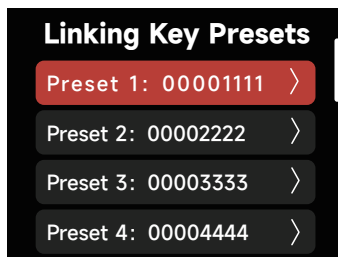 Linking Key Presets
Preset 1: 00001111
Preset 2: 00002222
Preset 3: 00003333
Preset 4: 00004444